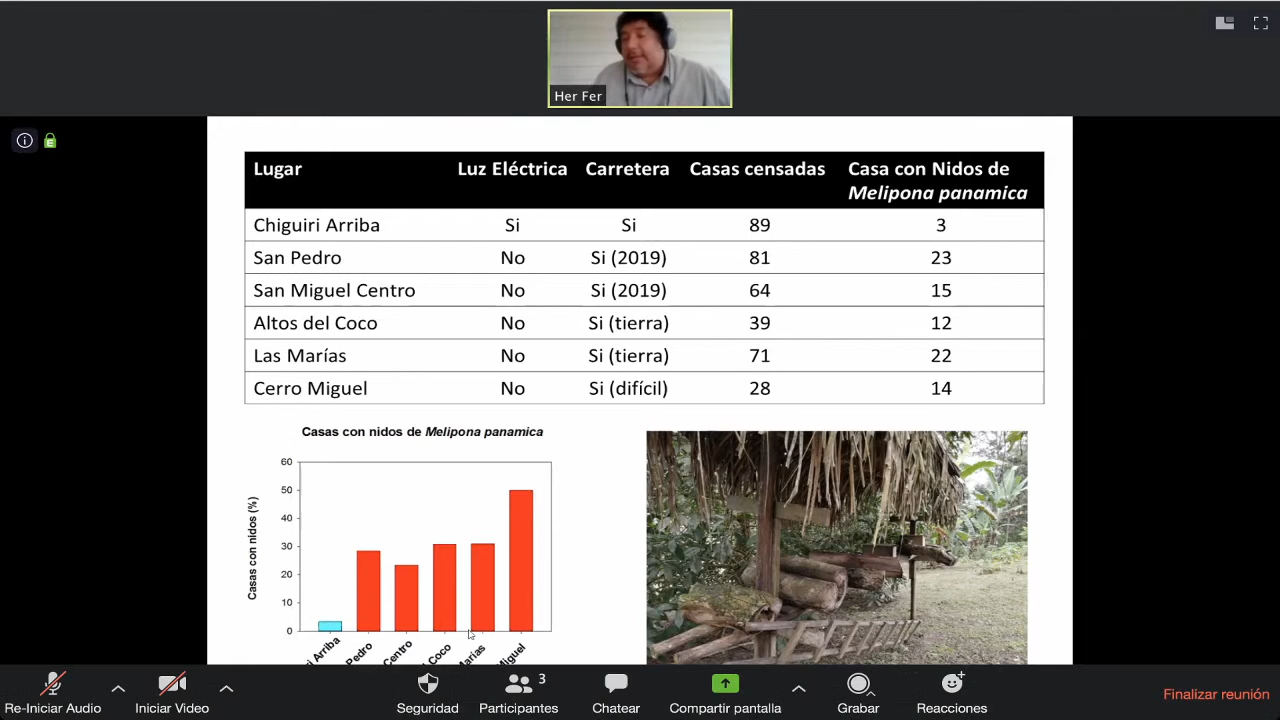 Her Fer
Lugar Luz Eléctrica Carretera Casas censadas Casa con Nidos de
Melipona panamica
Chiguiri Arriba Si Si 89 3
San Pedro No Si (2019) 81 23
San Miguel Centro No Si (2019) 64 15
Altos del Coco No Si (tierra) 39 12
Las Marías No Si (tierra) 71 22
Cerro Miguel No Si (difícil) 28 14
Casas con nidos de Melipona panamica
Casas con nidos (%)
60
50
40
30
20
10
0
ri Arriba
Pedro
Centro
l Coco
Marias
Miguel
E
3
Re-Iniciar Audio Iniciar Video Seguridad Participantes Chatear Compartir pantalla Grabar Reacciones Finalizar reunión